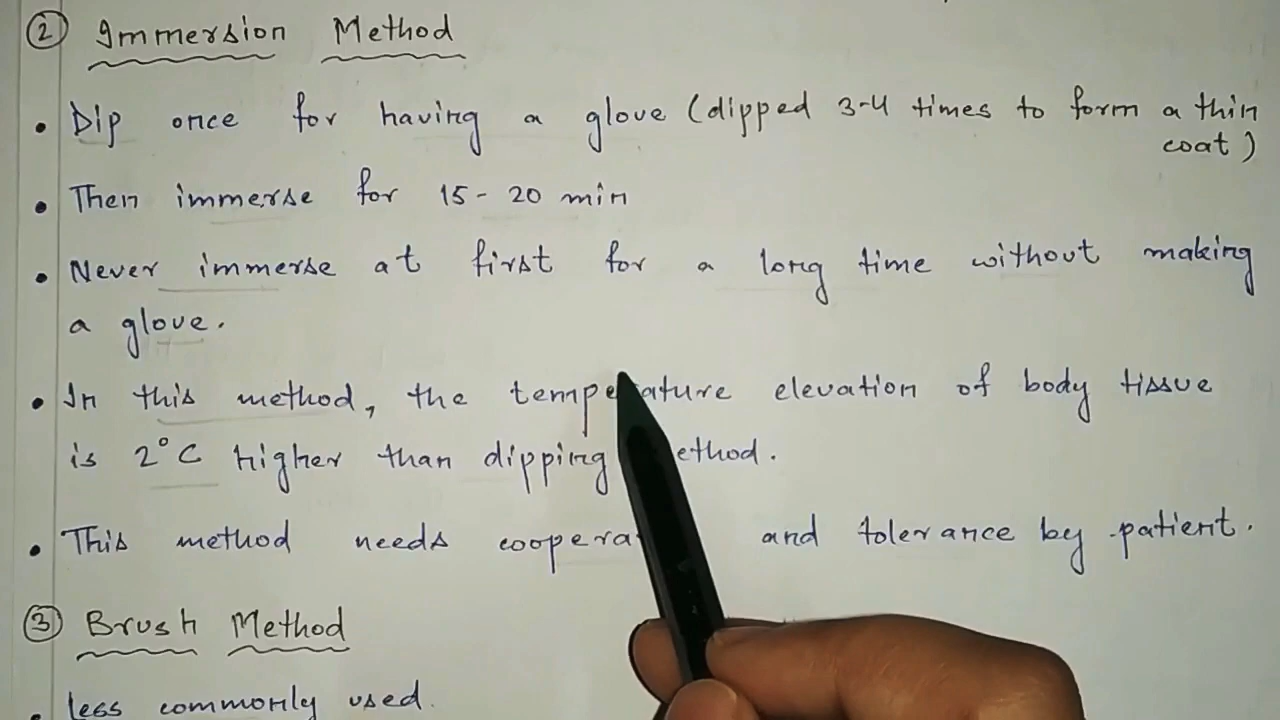 ② Immersion Method
• Dip once for having a glove (dipped 3-4 times to form a thin
coat)
• Then immerse for 15-20 min
• Never immerse at first for a long time without making
a glove.
• In this method, the temperature elevation of body tissue
is 2°C higher than dipping method.
• This method needs and tolerance by patient.
③ Brush Method
• less commonly used.